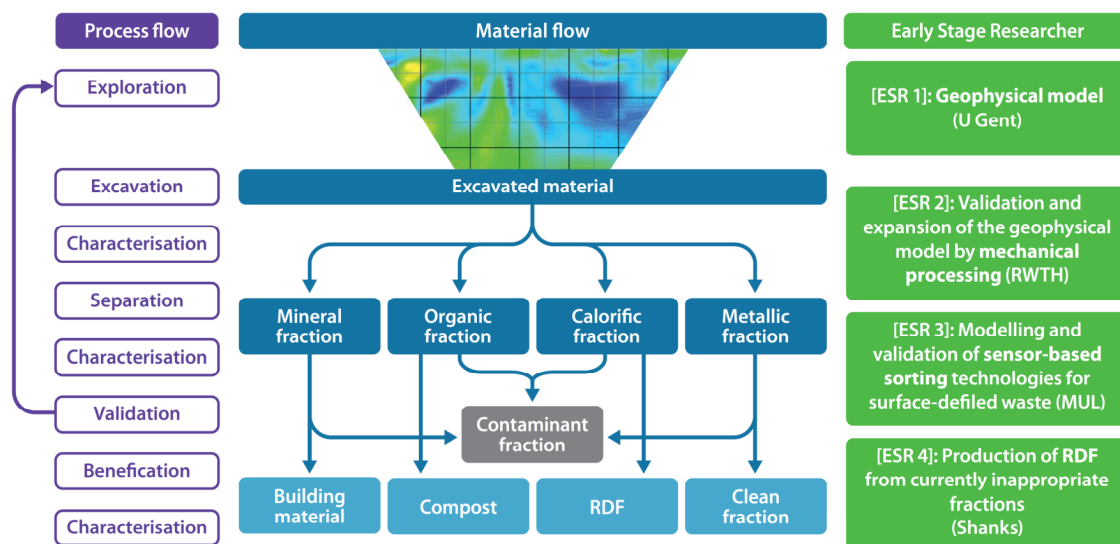 Process flow
Exploration
Excavation
Characterisation
Separation
Characterisation
Validation
Benefication
Characterisation
Material flow
Excavated material
Mineral
fraction
Organic
fraction
Calorific
fraction
Metallic
fraction
Contaminant
fraction
Building
material
Compost
RDF
Clean
fraction
Early Stage Researcher
[ESR 1]: Geophysical model
(U Gent)
[ESR 2]: Validation and
expansion of the geophysical
model by mechanical
processing (RWTH)
[ESR 3]: Modelling and
validation of sensor-based
sorting technologies for
surface-defiled waste (MUL)
[ESR 4]: Production of RDF
from currently inappropriate
fractions
(Shanks)